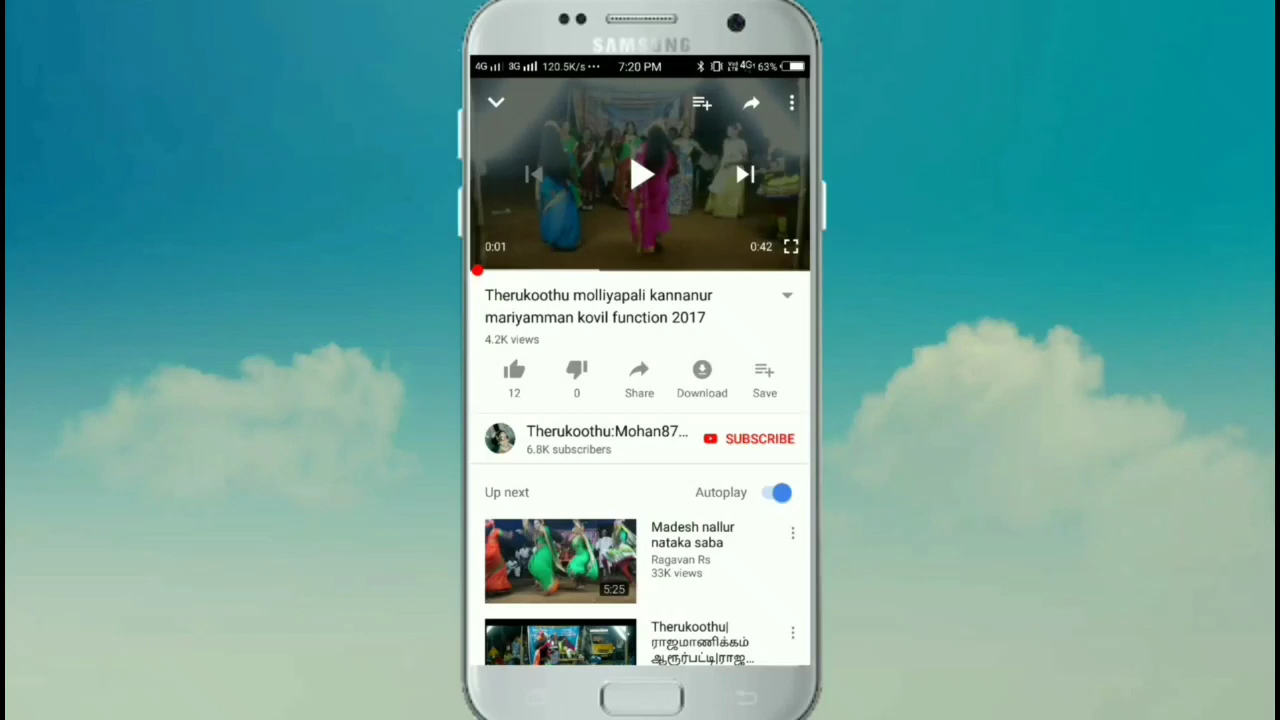 SAMSUNG
4G 3G 120.5K/s... 7:20 PM 4G 63%
0:01 0:42
Therukoothu molliyapali kannanur
mariyamman kovil function 2017
4.2K views
12 0 Share Download Save
Therukoothu:Mohan87... SUBSCRIBE
6.8K subscribers
Up next Autoplay
Madesh nallur
nataka saba
Ragavan Rs
33K views
5:25
Therukoothu|
ராஜமாணிக்கம்
ஆரூர்பட்டி|ராஜ...